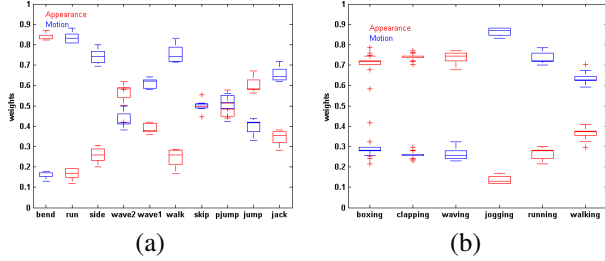 Appearance
Motion
weights
1
0.9
0.8
0.7
0.6
0.5
0.4
0.3
0.2
0.1
0
bend run side wave2 wave1 walk skip pjump jump jack
(a)
Appearance
Motion
weights
1
0.9
0.8
0.7
0.6
0.5
0.4
0.3
0.2
0.1
0
boxing clapping waving jogging running walking
(b)